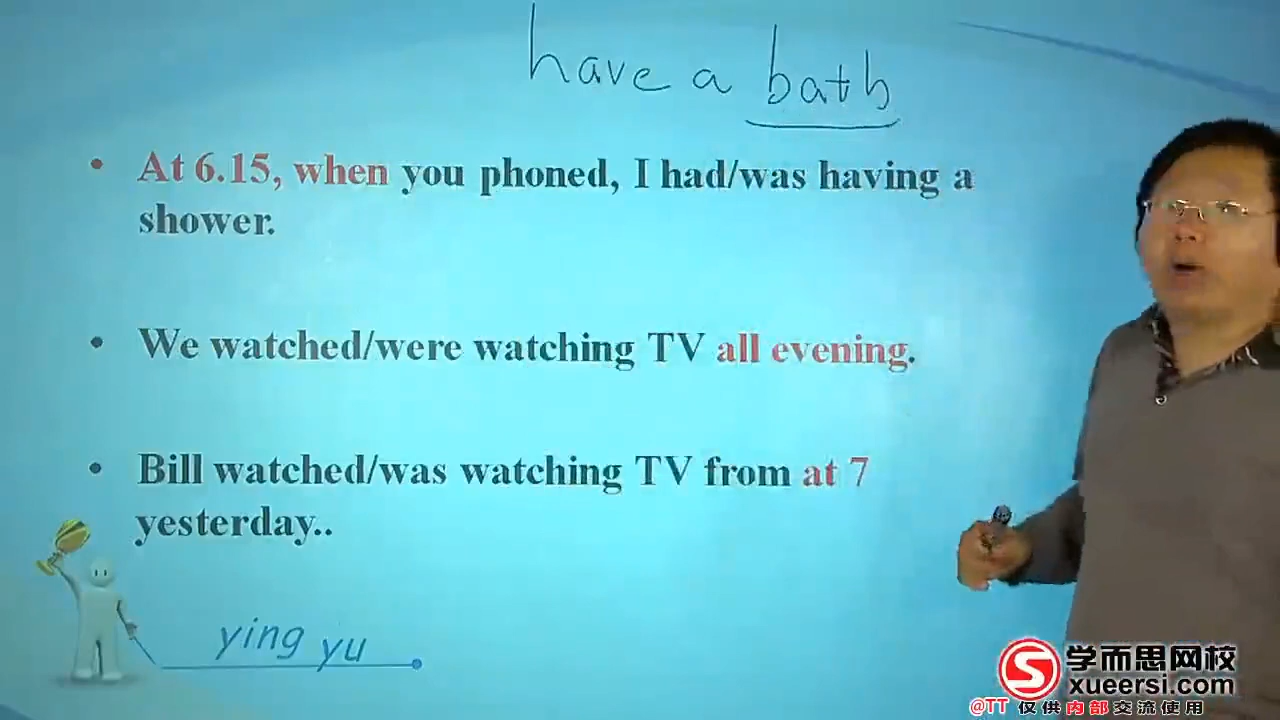 have a bath
• At 6.15, when you phoned, I had/was having a
shower.
• We watched/were watching TV all evening.
• Bill watched/was watching TV from at 7
yesterday..
ying yu
学而思网校
xueersi.com
@TT 仅供内部交流使用